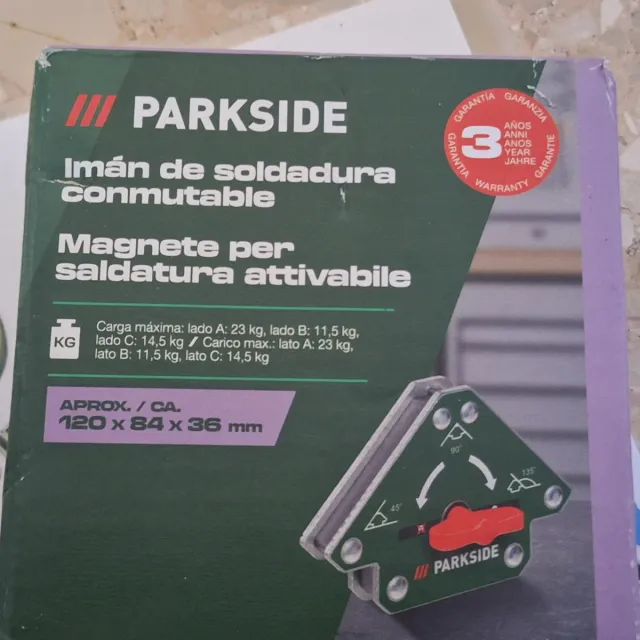 PARKSIDE
Imán de soldadura
conmutable
Magnete per
saldatura attivabile
KG
Carga máxima: lado A: 23 kg, lado B: 11,5 kg,
lado C: 14,5 kg / Carico max.: lato A: 23 kg,
lato B: 11,5 kg, lato C: 14,5 kg
APROX. / CA.
120 x 84 x 36 mm
GARANTÍA GARANZIA
GARANTIA WARRANTY GARANTIE
3
AÑOS
ANNI
ANOS
YEAR
JAHRE
90°
45°
135°
PARKSIDE